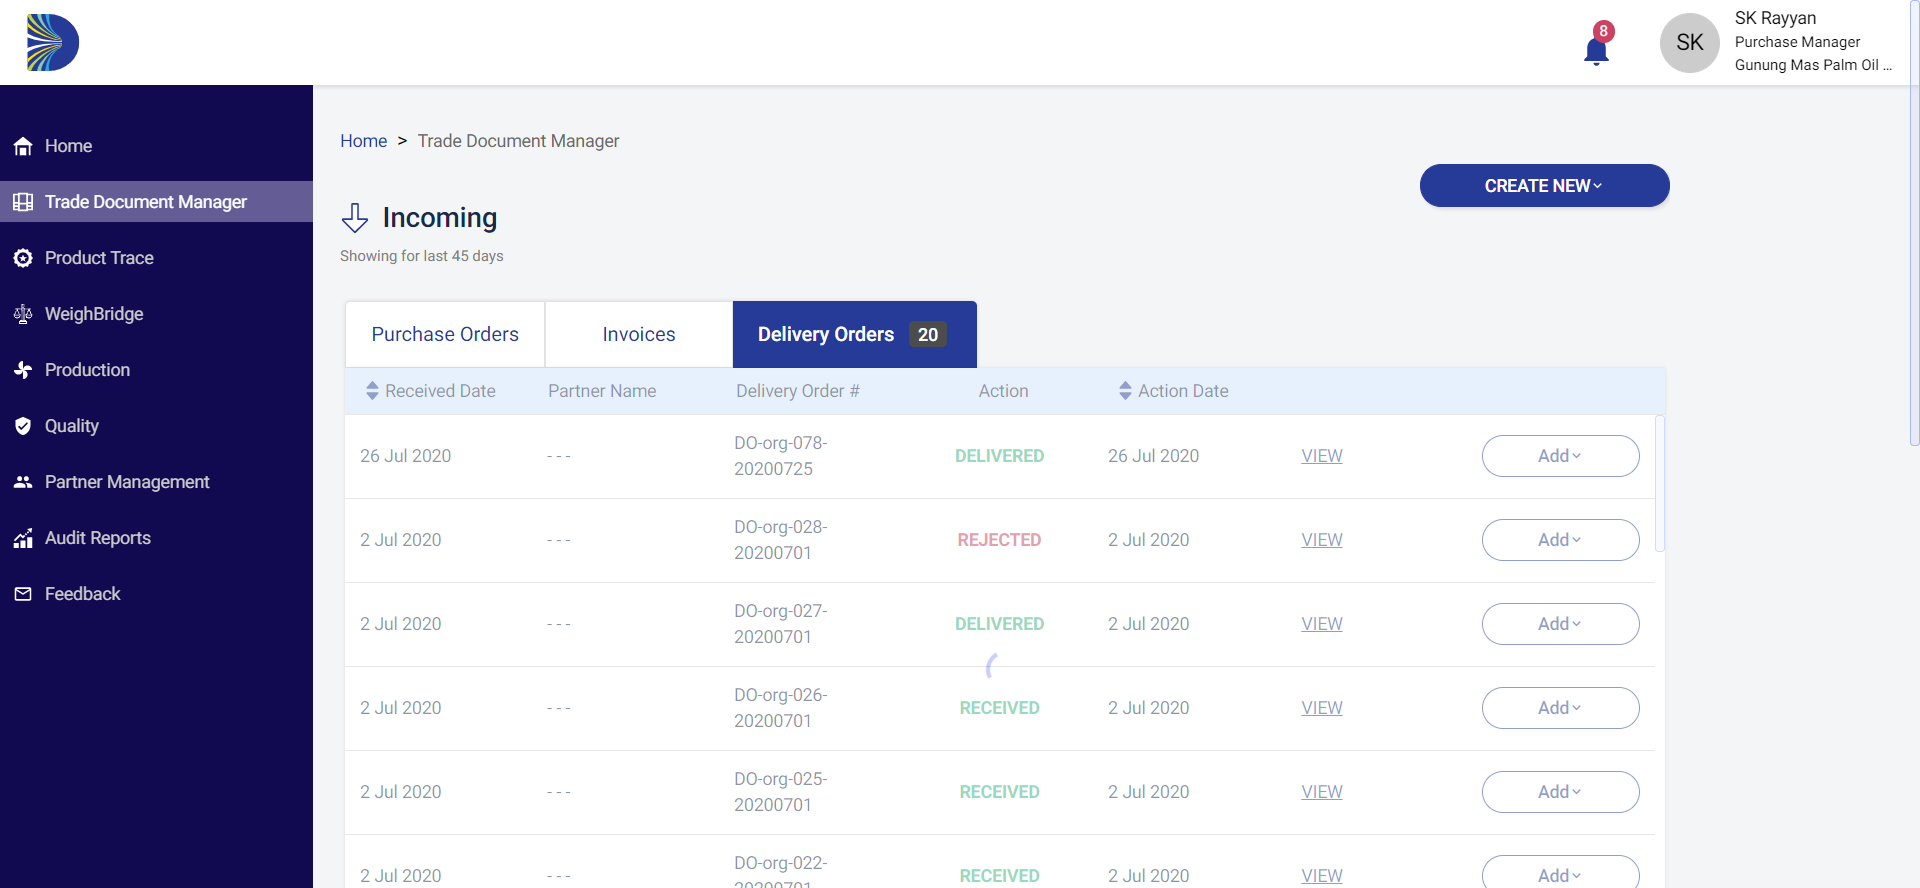 8
SK
SK Rayyan
Purchase Manager
Gunung Mas Palm Oil ...
Home
Trade Document Manager
Product Trace
WeighBridge
Production
Quality
Partner Management
Audit Reports
Feedback
Home > Trade Document Manager
CREATE NEW
Incoming
Showing for last 45 days
Purchase Orders Invoices Delivery Orders 20
Received Date Partner Name Delivery Order # Action Action Date
26 Jul 2020 - - - DO-org-078- DELIVERED 26 Jul 2020 VIEW Add
20200725
2 Jul 2020 - - - DO-org-028- REJECTED 2 Jul 2020 VIEW Add
20200701
2 Jul 2020 - - - DO-org-027- DELIVERED 2 Jul 2020 VIEW Add
20200701
2 Jul 2020 - - - DO-org-026- RECEIVED 2 Jul 2020 VIEW Add
20200701
2 Jul 2020 - - - DO-org-025- RECEIVED 2 Jul 2020 VIEW Add
20200701
2 Jul 2020 - - - DO-org-022- RECEIVED 2 Jul 2020 VIEW Add
20200701